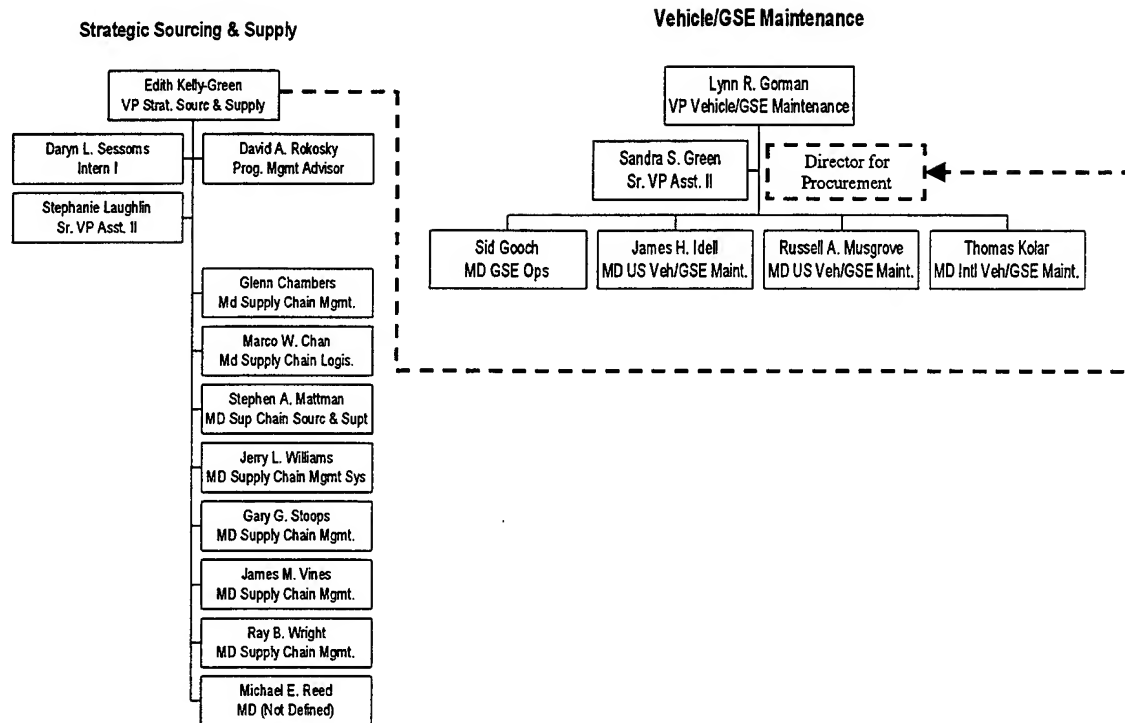 Strategic Sourcing & Supply
Edith Kelly-Green
VP Strat. Sourc & Supply
Daryn L. Sessoms
Intern I
David A. Rokosky
Prog. Mgmt Advisor
Stephanie Laughlin
Sr. VP Asst. II
Glenn Chambers
Md Supply Chain Mgmt.
Marco W. Chan
Md Supply Chain Logis.
Stephen A. Mattman
MD Sup Chain Sourc & Supt
Jerry L. Williams
MD Supply Chain Mgmt Sys
Gary G. Stoops
MD Supply Chain Mgmt.
James M. Vines
MD Supply Chain Mgmt.
Ray B. Wright
MD Supply Chain Mgmt.
Michael E. Reed
MD (Not Defined)
Vehicle/GSE Maintenance
Lynn R. Gorman
VP Vehicle/GSE Maintenance
Sandra S. Green
Sr. VP Asst. II
Director for
Procurement
Sid Gooch
MD GSE Ops
James H. Idell
MD US Veh/GSE Maint.
Russell A. Musgrove
MD US Veh/GSE Maint.
Thomas Kolar
MD Intl Veh/GSE Maint.